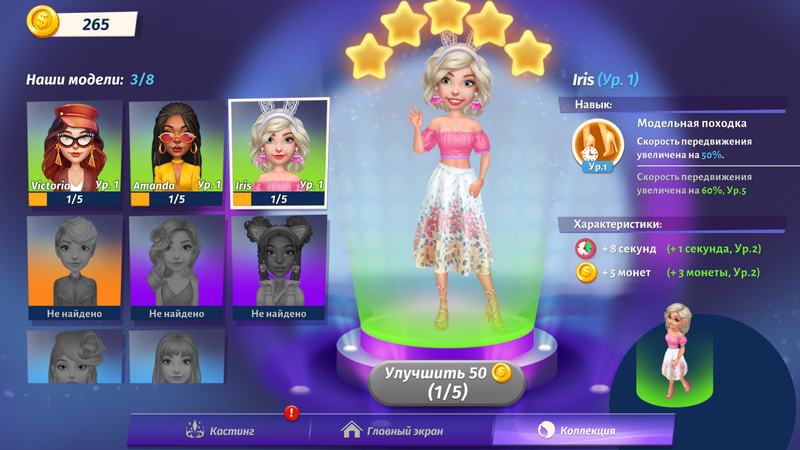 265
Наши модели: 3/8
Victoria Ур. 1
1/5
Amanda Ур. 1
1/5
Iris Ур. 1
1/5
Не найдено
Не найдено
Не найдено
Улучшить 50
(1/5)
Iris (Ур. 1)
Навык:
Модельная походка
Скорость передвижения
увеличена на 50%.
Ур.1
Скорость передвижения
увеличена на 60%, Ур.5
Характеристики:
+ 8 секунд (+ 1 секунда, Ур.2)
+ 5 монет (+ 3 монеты, Ур.2)
! Кастинг
Главный экран
Коллекция